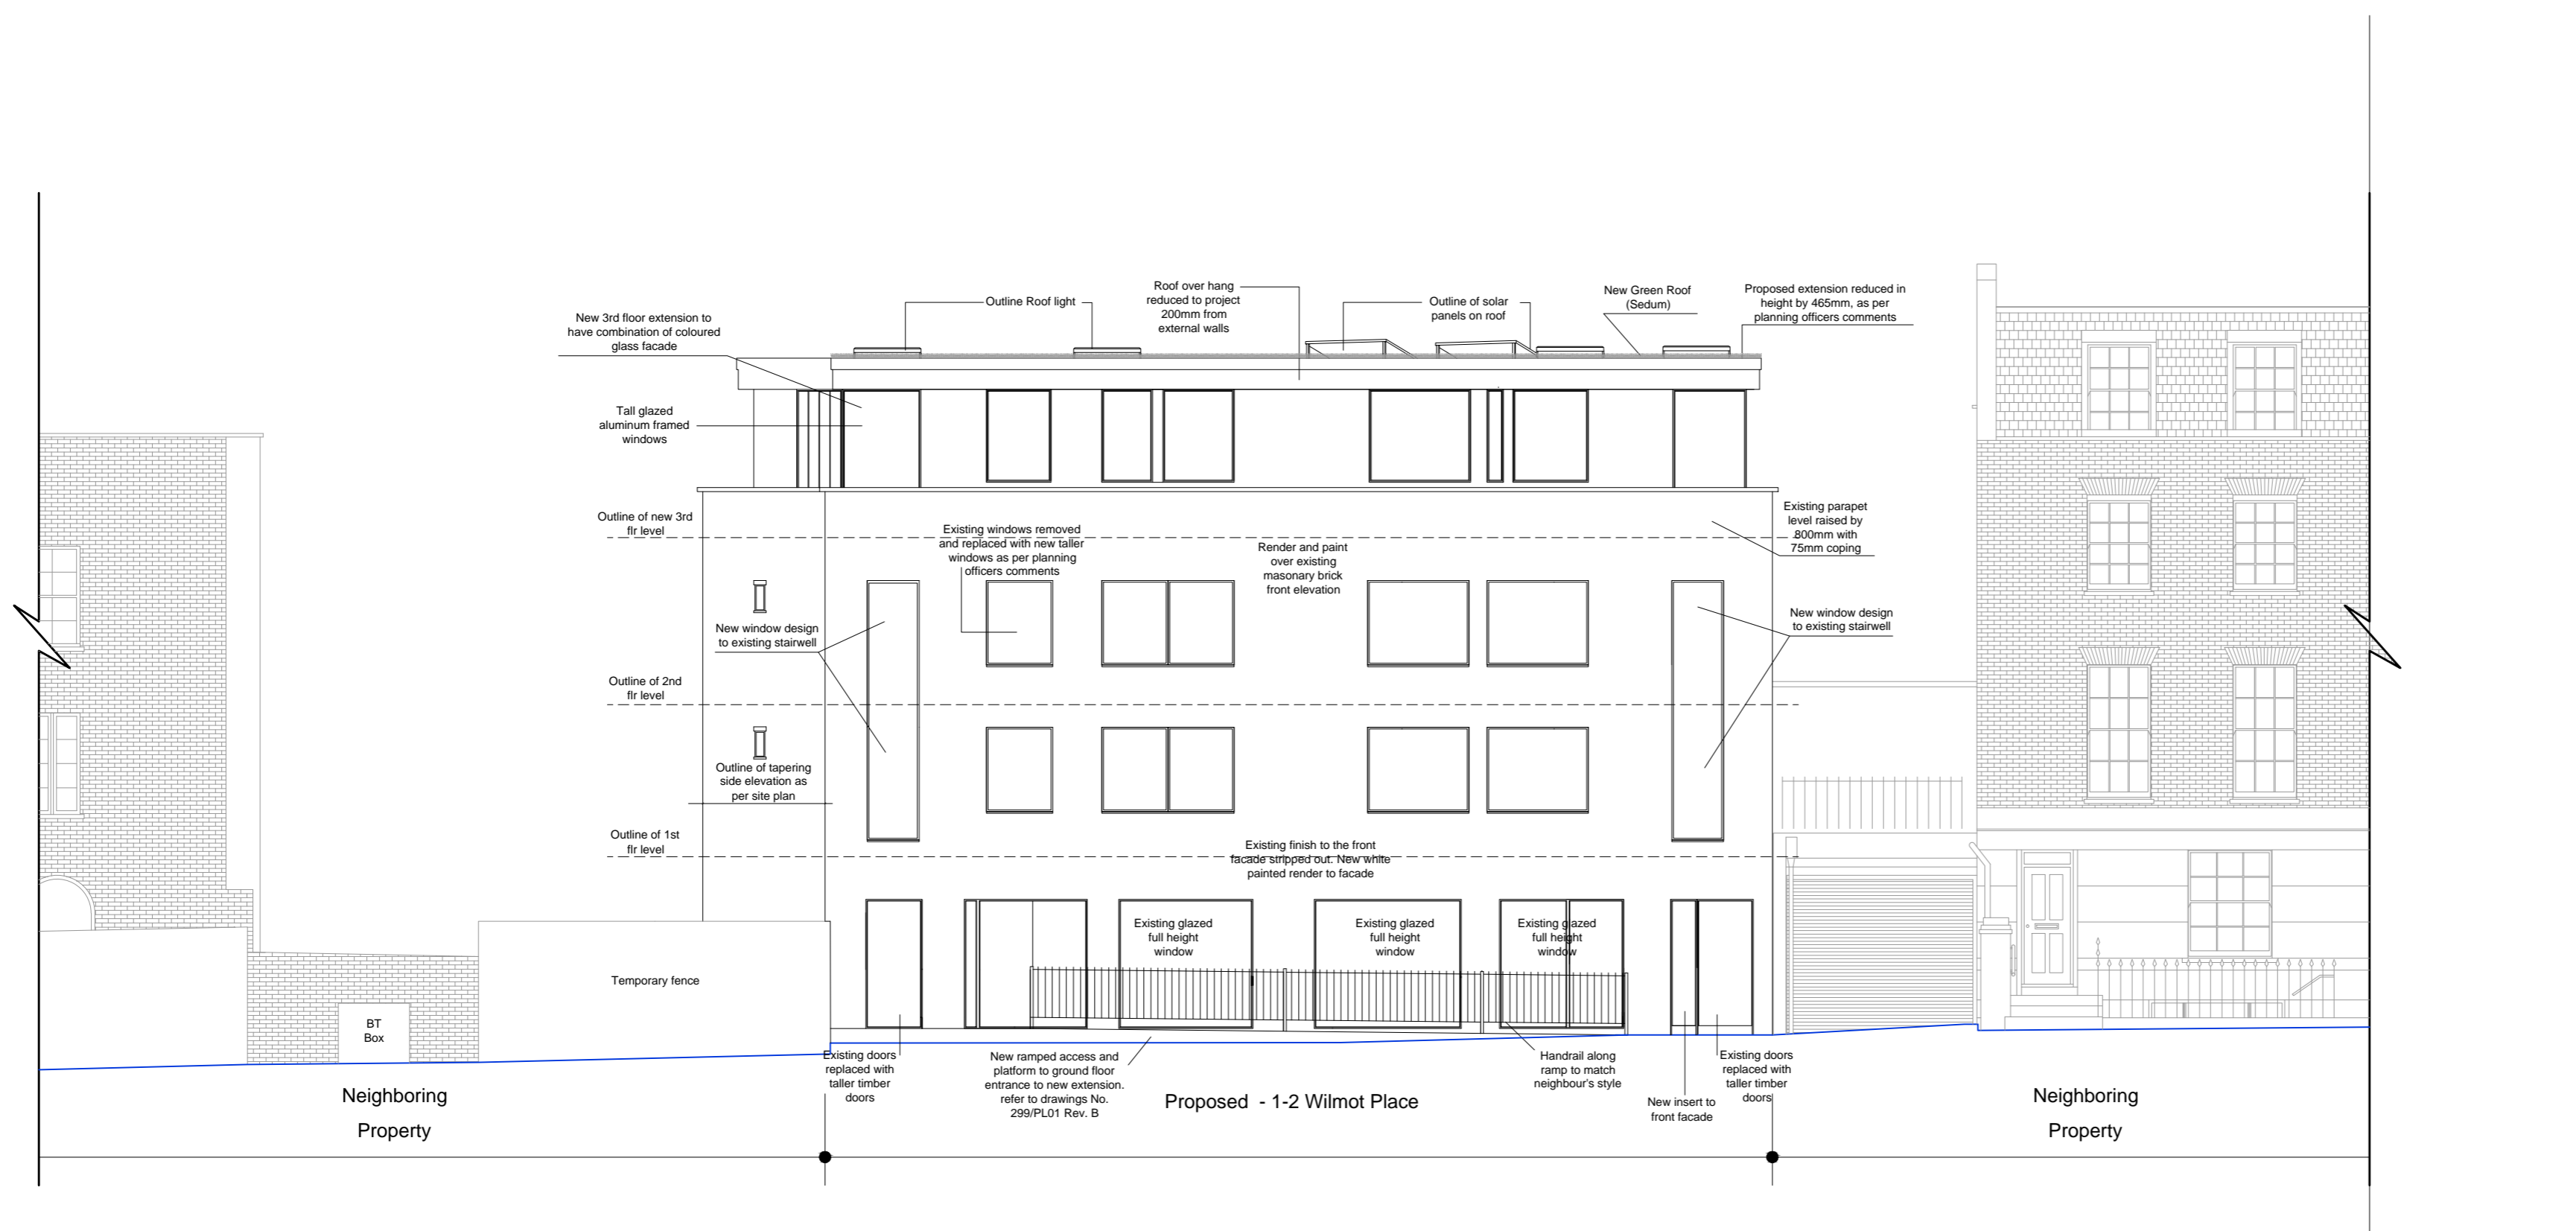 Outline Roof light
Roof over hang
reduced to project
200mm from
external walls
Outline of solar
panels on roof
New Green Roof
(Sedum)
Proposed extension reduced in
height by 465mm, as per
planning officers comments
New 3rd floor extension to
have combination of coloured
glass facade
Tall glazed
aluminum framed
windows
Outline of new 3rd
flr level
Existing windows removed
and replaced with new taller
windows as per planning
officers comments
Render and paint
over existing
masonary brick
front elevation
Existing parapet
level raised by
800mm with
75mm coping
New window design
to existing stairwell
New window design
to existing stairwell
Outline of 2nd
flr level
Outline of tapering
side elevation as
per site plan
Outline of 1st
flr level
Existing finish to the front
facade stripped out. New white
painted render to facade
Existing glazed
full height
window
Existing glazed
full height
window
Existing glazed
full height
window
Temporary fence
BT
Box
Existing doors
replaced with
taller timber
doors
New ramped access and
platform to ground floor
entrance to new extension.
refer to drawings No.
299/PL01 Rev. B
Handrail along
ramp to match
neighbour's style
New insert to
front facade
Existing doors
replaced with
taller timber
doors
Neighboring
Property
Proposed - 1-2 Wilmot Place
Neighboring
Property